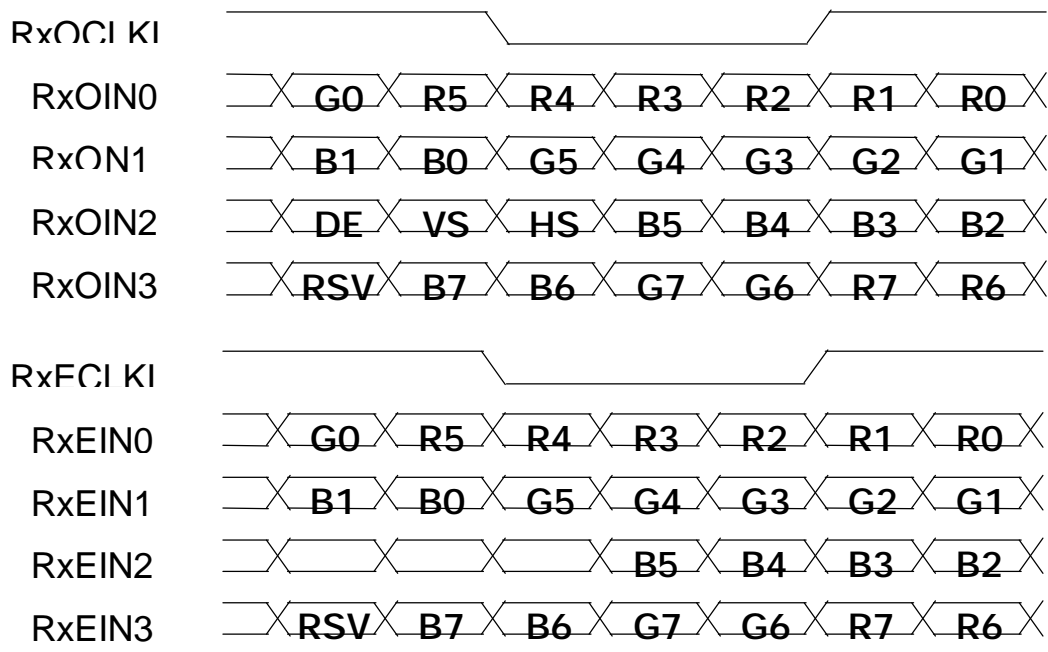 RxOCLKI
RxOIN0 G0 R5 R4 R3 R2 R1 R0
RxON1 B1 B0 G5 G4 G3 G2 G1
RxOIN2 DE VS HS B5 B4 B3 B2
RxOIN3 RSV B7 B6 G7 G6 R7 R6
RxECLKI
RxEIN0 G0 R5 R4 R3 R2 R1 R0
RxEIN1 B1 B0 G5 G4 G3 G2 G1
RxEIN2 B5 B4 B3 B2
RxEIN3 RSV B7 B6 G7 G6 R7 R6